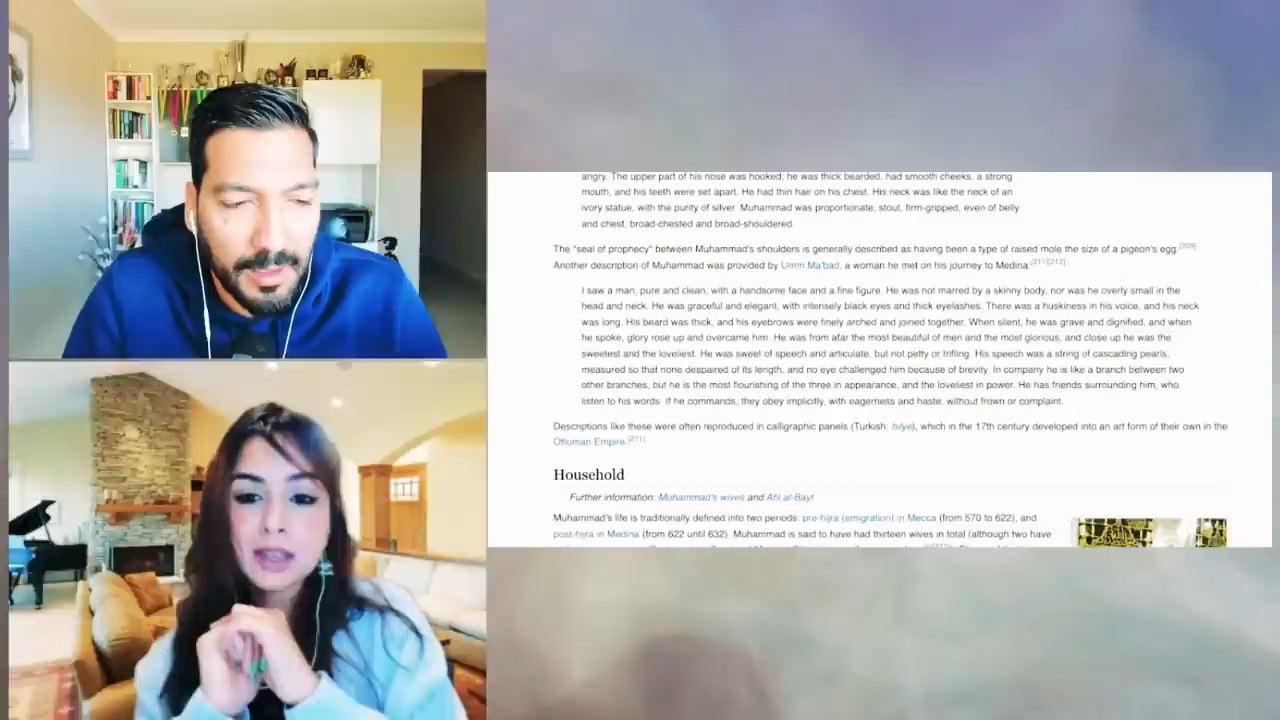 angry. The upper part of his nose was hooked; he was thick bearded, had smooth cheeks, a strong
mouth, and his teeth were set apart. He had thin hair on his chest. His neck was like the neck of an
ivory statue, with the purity of silver. Muhammad was proportionate, stout, firm-gripped, even of belly
and chest, broad-chested and broad-shouldered.
The "seal of prophecy" between Muhammad's shoulders is generally described as having been a type of raised mole the size of a pigeon's egg.[209]
Another description of Muhammad was provided by Umm Ma'bad, a woman he met on his journey to Medina.[211][212]
I saw a man, pure and clean, with a handsome face and a fine figure. He was not marred by a skinny body, nor was he overly small in the
head and neck. He was graceful and elegant, with intensely black eyes and thick eyelashes. There was a huskiness in his voice, and his neck
was long. His beard was thick, and his eyebrows were finely arched and joined together. When silent, he was grave and dignified, and when
he spoke, glory rose up and overcame him. He was from afar the most beautiful of men and the most glorious, and close up he was the
sweetest and the loveliest. He was sweet of speech and articulate, but not petty or trifling. His speech was a string of cascading pearls,
measured so that none despaired of its length, and no eye challenged him because of brevity. In company he is like a branch between two
other branches, but he is the most flourishing of the three in appearance, and the loveliest in power. He has friends surrounding him, who
listen to his words. If he commands, they obey implicitly, with eagerness and haste, without frown or complaint.
Descriptions like these were often reproduced in calligraphic panels (Turkish: hilye), which in the 17th century developed into an art form of their own in the
Ottoman Empire.[211]
Household
Further information: Muhammad's wives and Ahl al-Bayt
Muhammad's life is traditionally defined into two periods: pre-hijra (emigration) in Mecca (from 570 to 622), and
post-hijra in Medina (from 622 until 632). Muhammad is said to have had thirteen wives in total (although two have